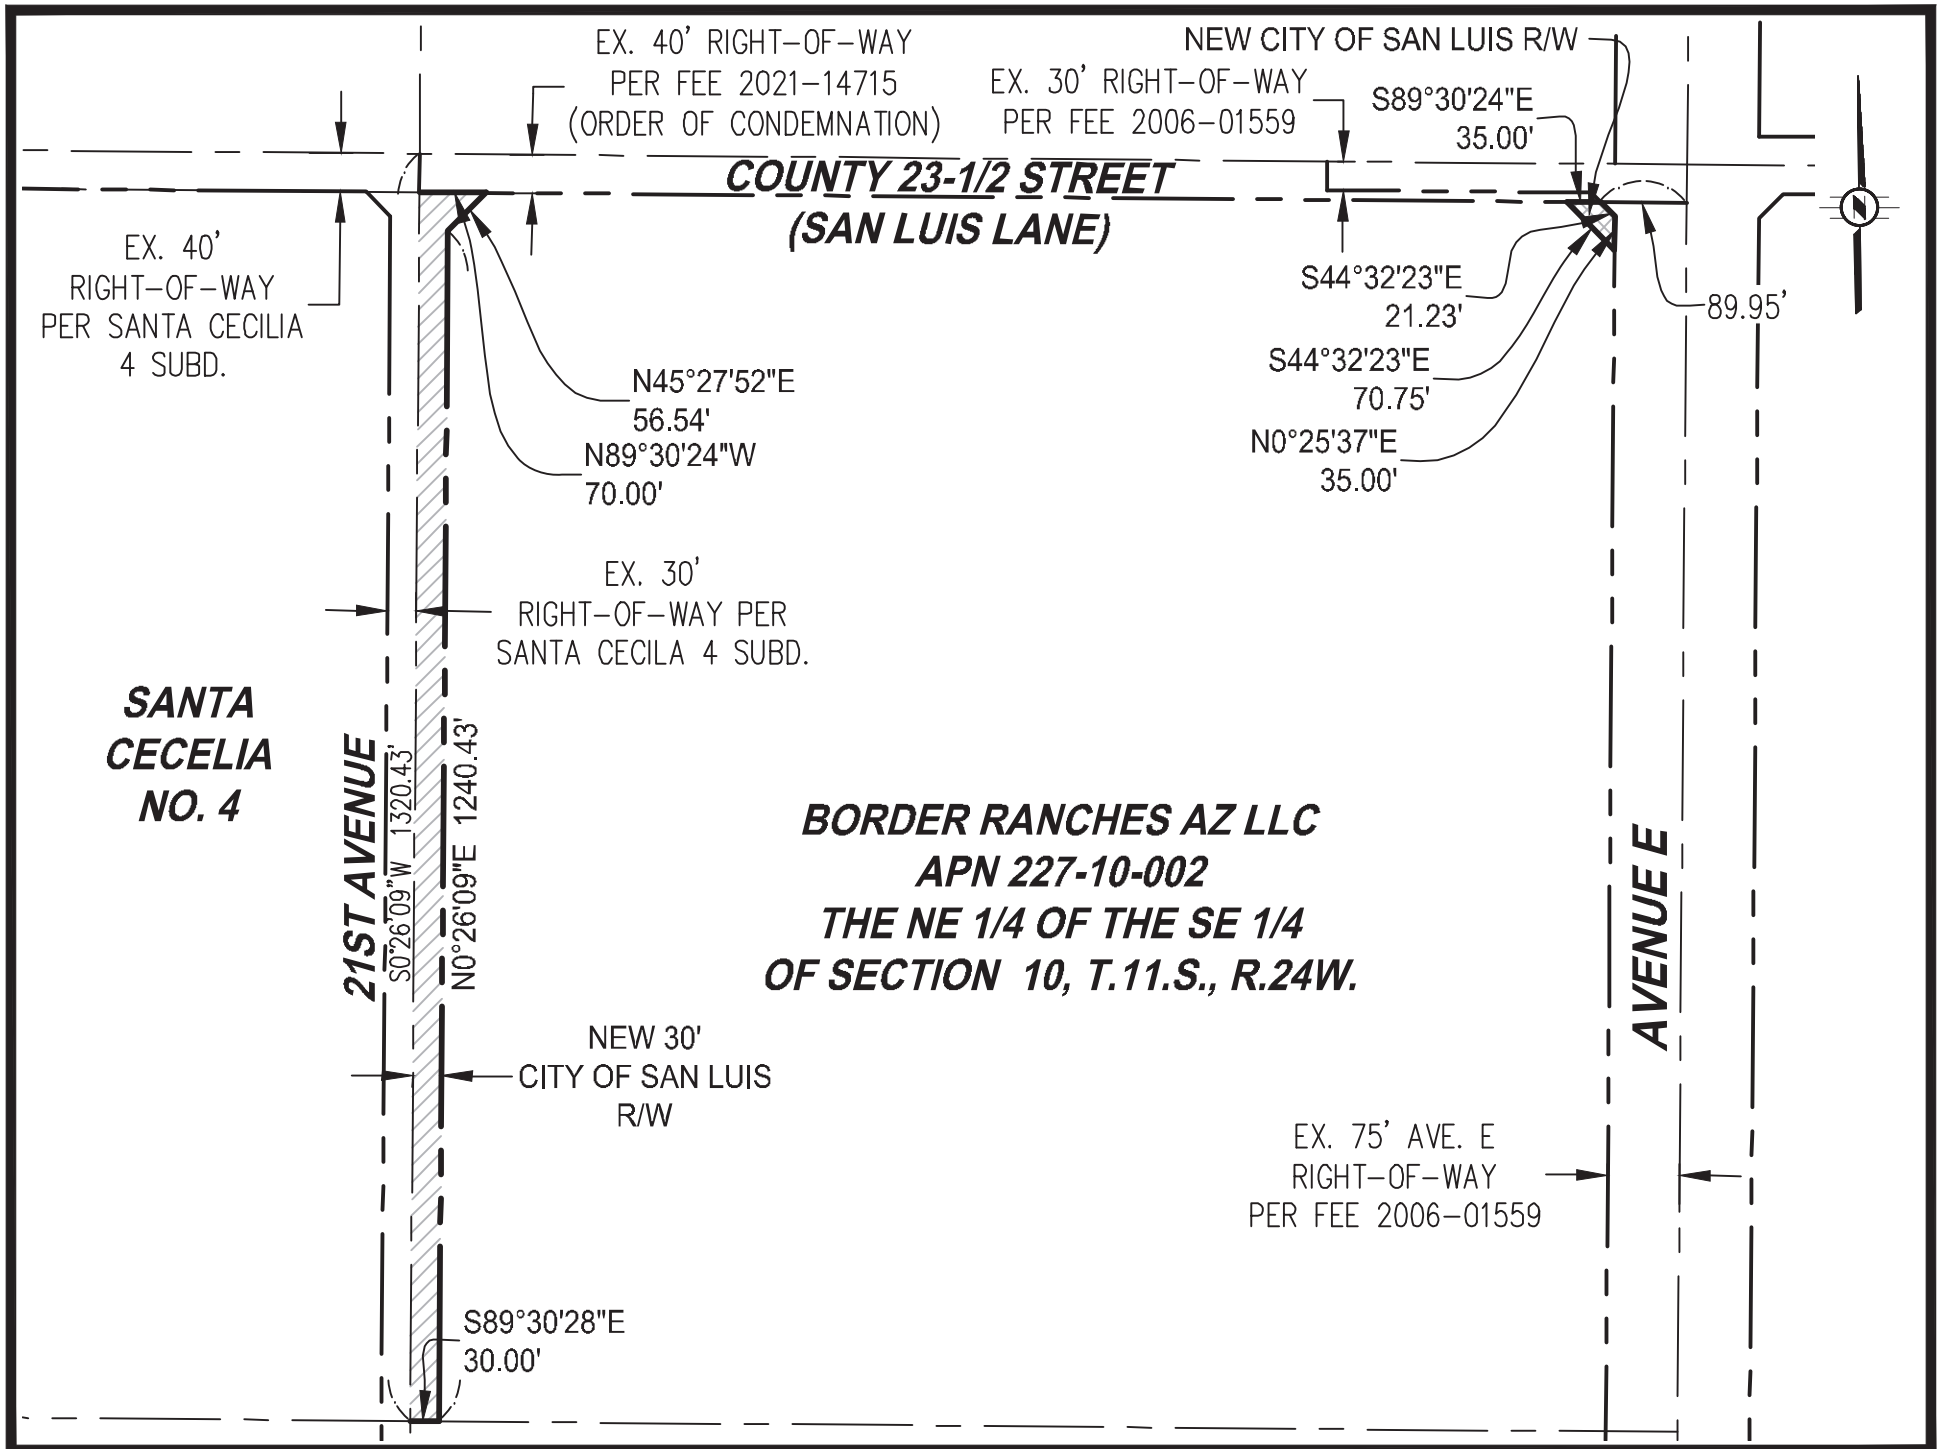 EX. 40' RIGHT-OF-WAY
PER FEE 2021-14715
(ORDER OF CONDEMNATION)
NEW CITY OF SAN LUIS R/W
EX. 30' RIGHT-OF-WAY
PER FEE 2006-01559
S89°30'24"E
35.00'
COUNTY 23-1/2 STREET
(SAN LUIS LANE)
EX. 40'
RIGHT-OF-WAY
PER SANTA CECILIA
4 SUBD.
S44°32'23"E
21.23'
89.95'
S44°32'23"E
70.75'
N0°25'37"E
35.00'
N45°27'52"E
56.54'
N89°30'24"W
70.00'
EX. 30'
RIGHT-OF-WAY PER
SANTA CECILA 4 SUBD.
SANTA
CECELIA
NO. 4
21ST AVENUE
S0°26'09"W 1320.43'
N0°26'09"E 1240.43'
BORDER RANCHES AZ LLC
APN 227-10-002
THE NE 1/4 OF THE SE 1/4
OF SECTION 10, T.11.S., R.24W.
AVENUE E
NEW 30'
CITY OF SAN LUIS
R/W
EX. 75' AVE. E
RIGHT-OF-WAY
PER FEE 2006-01559
S89°30'28"E
30.00'